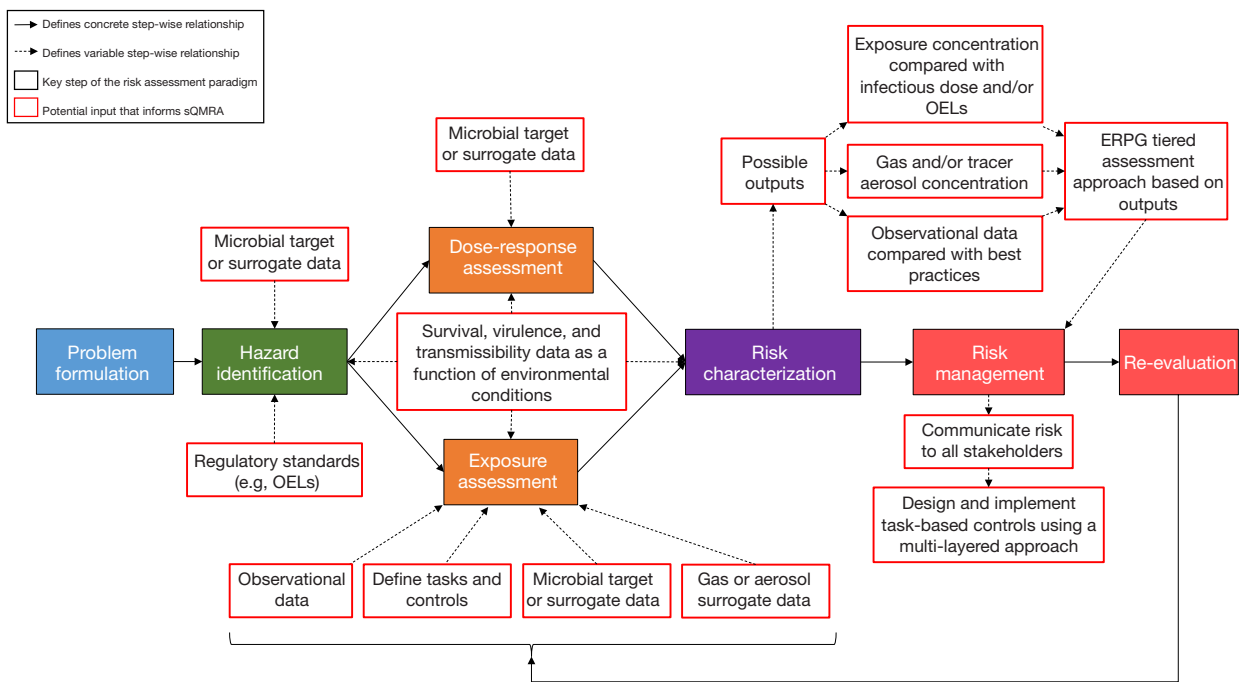 Defines concrete step-wise relationship
Defines variable step-wise relationship
Key step of the risk assessment paradigm
Potential input that informs sQMRA
Microbial target
or surrogate data
Microbial target
or surrogate data
Problem
formulation
Hazard
identification
Regulatory standards
(e.g, OELs)
Dose-response
assessment
Survival, virulence, and
transmissibility data as a
function of environmental
conditions
Exposure
assessment
Observational
data
Define tasks and
controls
Microbial target
or surrogate data
Gas or aerosol
surrogate data
Risk
characterization
Possible
outputs
Exposure concentration
compared with
infectious dose and/or
OELs
Gas and/or tracer
aerosol concentration
Observational data
compared with best
practices
ERPG tiered
assessment
approach based on
outputs
Risk
management
Re-evaluation
Communicate risk
to all stakeholders
Design and implement
task-based controls using a
multi-layered approach